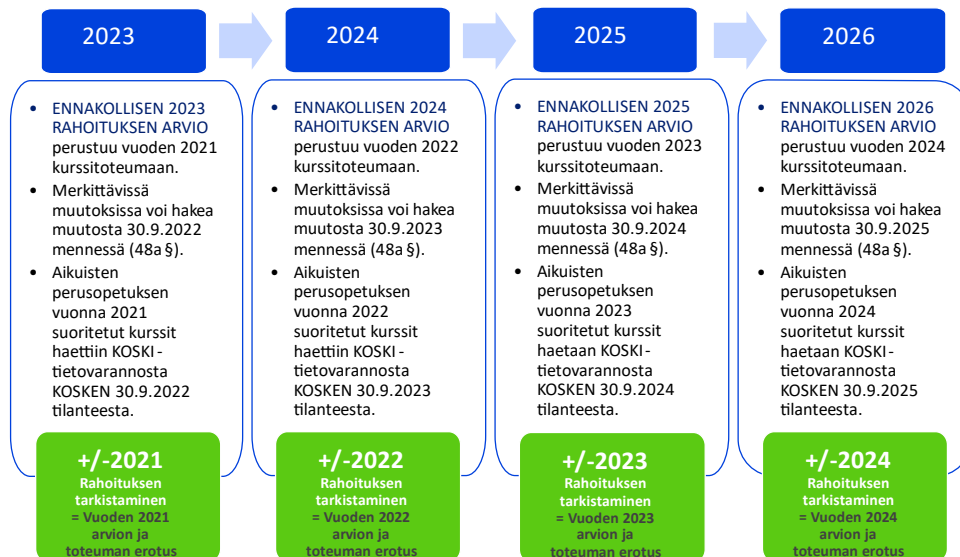 2023
• ENNAKOLLISEN 2023
RAHOITUKSEN ARVIO
perustuu vuoden 2021
kurssitoteumaan.
• Merkittävissä
muutoksissa voi hakea
muutosta 30.9.2022
mennessä (48a §).
• Aikuisten
perusopetuksen
vuonna 2021
suoritetut kurssit
haettiin KOSKI -
tietovarannosta
KOSKEN 30.9.2022
tilanteesta.
+/-2021
Rahoituksen
tarkistaminen
= Vuoden 2021
arvion ja
toteuman erotus
2024
• ENNAKOLLISEN 2024
RAHOITUKSEN ARVIO
perustuu vuoden 2022
kurssitoteumaan.
• Merkittävissä
muutoksissa voi hakea
muutosta 30.9.2023
mennessä (48a §).
• Aikuisten
perusopetuksen
vuonna 2022
suoritetut kurssit
haettiin KOSKI -
tietovarannosta
KOSKEN 30.9.2023
tilanteesta.
+/-2022
Rahoituksen
tarkistaminen
= Vuoden 2022
arvion ja
toteuman erotus
2025
• ENNAKOLLISEN 2025
RAHOITUKSEN ARVIO
perustuu vuoden 2023
kurssitoteumaan.
• Merkittävissä
muutoksissa voi hakea
muutosta 30.9.2024
mennessä (48a §).
• Aikuisten
perusopetuksen
vuonna 2023
suoritetut kurssit
haetaan KOSKI-
tietovarannosta
KOSKEN 30.9.2024
tilanteesta.
+/-2023
Rahoituksen
tarkistaminen
= Vuoden 2023
arvion ja
toteuman erotus
2026
• ENNAKOLLISEN 2026
RAHOITUKSEN ARVIO
perustuu vuoden 2024
kurssitoteumaan.
• Merkittävissä
muutoksissa voi hakea
muutosta 30.9.2025
mennessä (48a §).
• Aikuisten
perusopetuksen
vuonna 2024
suoritetut kurssit
haetaan KOSKI-
tietovarannosta
KOSKEN 30.9.2025
tilanteesta.
+/-2024
Rahoituksen
tarkistaminen
= Vuoden 2024
arvion ja
toteuman erotus